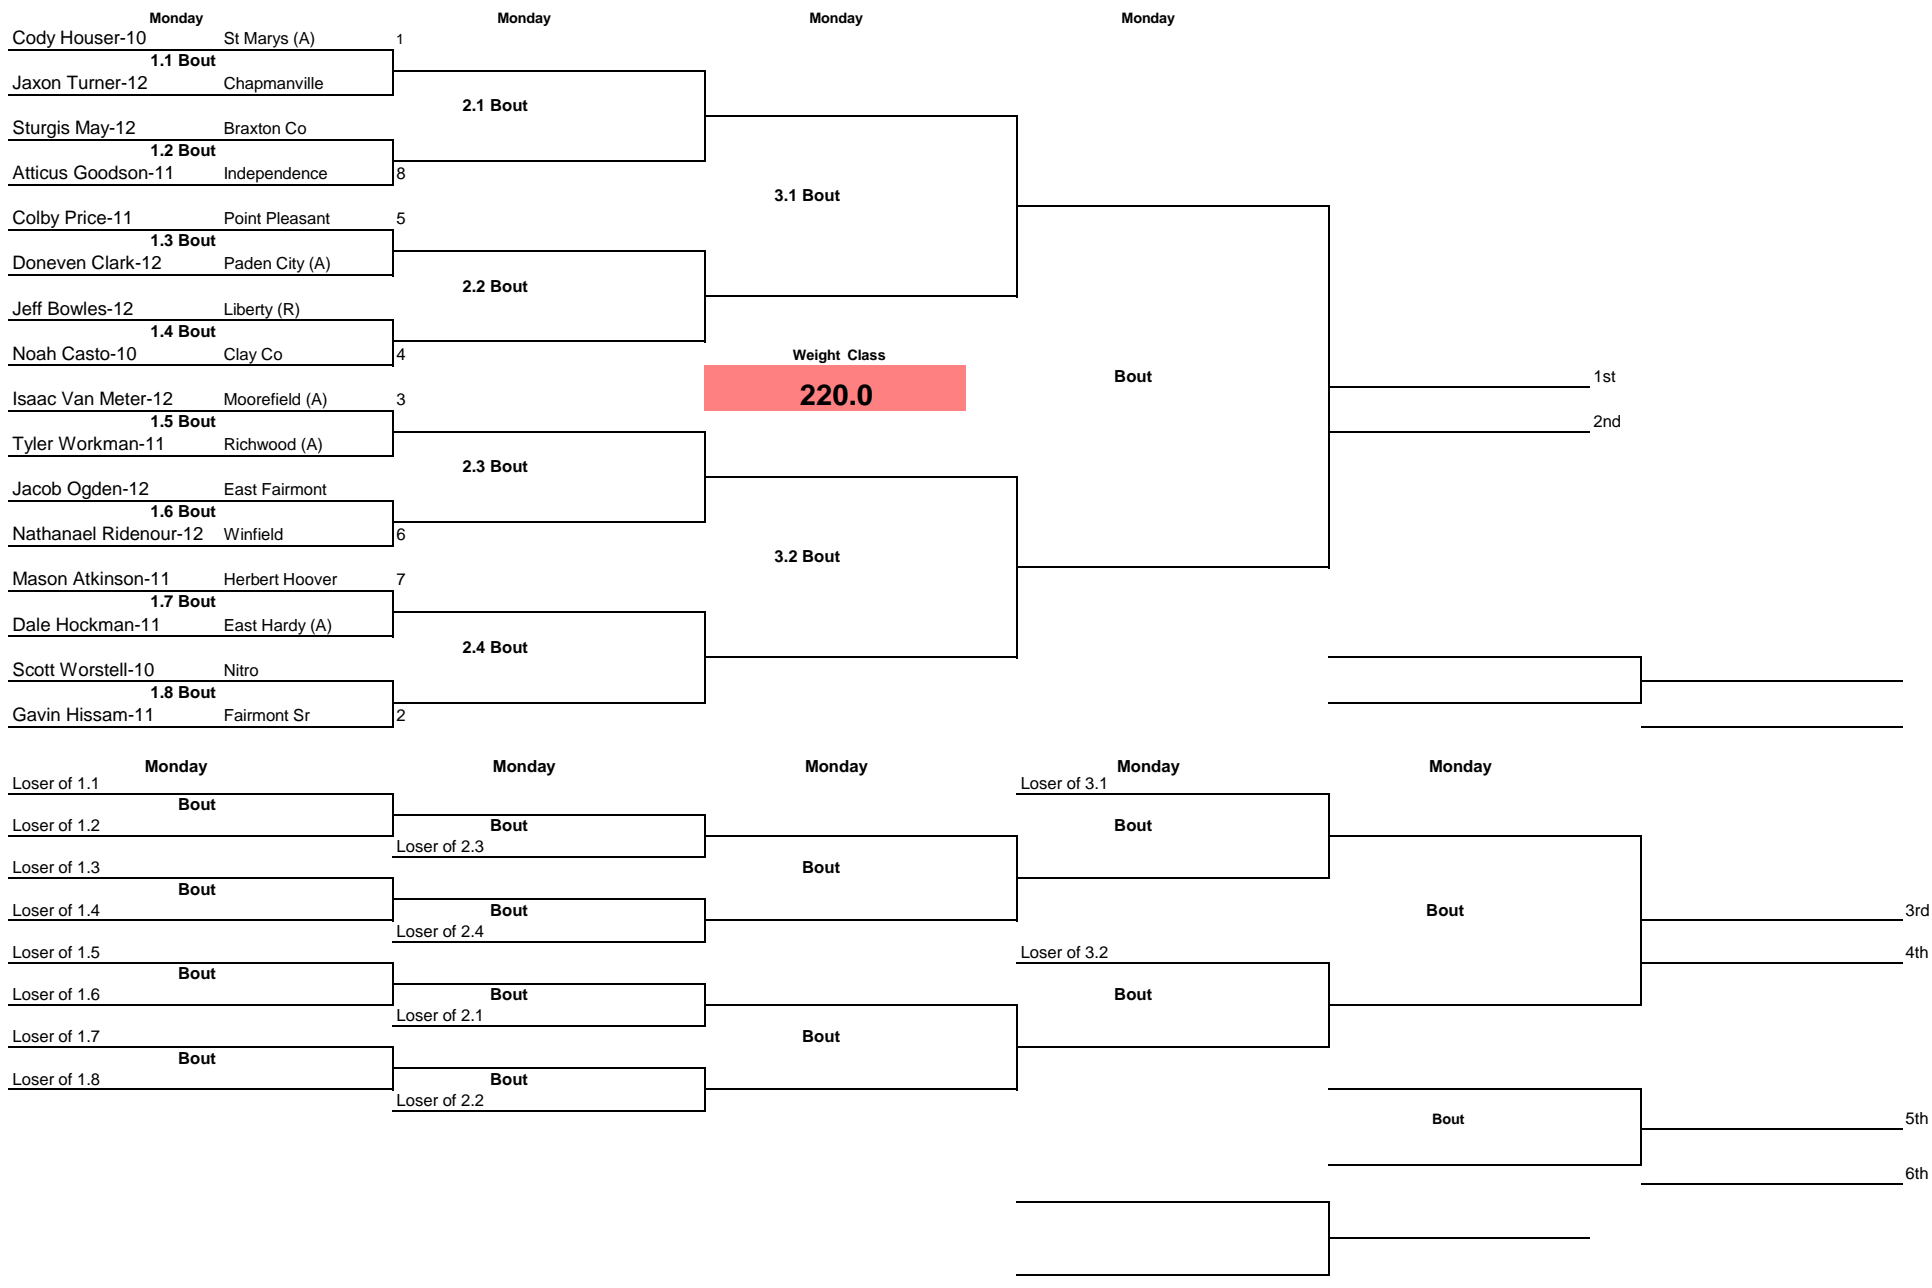 Monday Monday Monday Monday
Cody Houser-10 St Marys (A) 1
1.1 Bout
Jaxon Turner-12 Chapmanville
2.1 Bout
Sturgis May-12 Braxton Co
1.2 Bout
Atticus Goodson-11 Independence 8
3.1 Bout
Colby Price-11 Point Pleasant 5
1.3 Bout
Doneven Clark-12 Paden City (A)
2.2 Bout
Jeff Bowles-12 Liberty (R)
1.4 Bout
Noah Casto-10 Clay Co 4
Weight Class
Bout
1st
220.0
Isaac Van Meter-12 Moorefield (A) 3
1.5 Bout
2nd
Tyler Workman-11 Richwood (A)
2.3 Bout
Jacob Ogden-12 East Fairmont
1.6 Bout
Nathanael Ridenour-12 Winfield 6
3.2 Bout
Mason Atkinson-11 Herbert Hoover 7
1.7 Bout
Dale Hockman-11 East Hardy (A)
2.4 Bout
Scott Worstell-10 Nitro
1.8 Bout
Gavin Hissam-11 Fairmont Sr 2
Monday Monday Monday Monday Monday
Loser of 1.1 Loser of 3.1
Bout
Loser of 1.2 Bout Bout
Loser of 2.3
Loser of 1.3 Bout
Bout
Loser of 1.4 Bout Bout 3rd
Loser of 2.4
Loser of 1.5 Loser of 3.2 4th
Bout
Loser of 1.6 Bout Bout
Loser of 2.1
Loser of 1.7 Bout
Bout
Loser of 1.8 Bout
Loser of 2.2
Bout 5th
6th